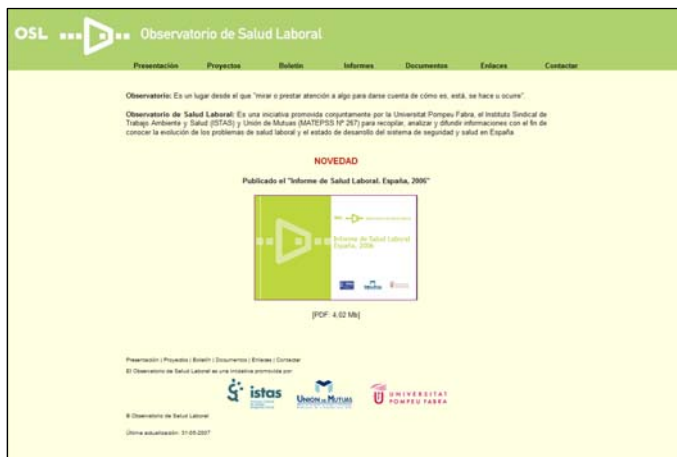 OSL Observatorio de Salud Laboral
Presentación Proyectos Boletín Informes Documentos Enlaces Contactar
Observatorio: Es un lugar desde el que "mirar o prestar atención a algo para darse cuenta de cómo es, está, se hace u ocurre".
Observatorio de Salud Laboral: Es una iniciativa promovida conjuntamente por la Universitat Pompeu Fabra, el Instituto Sindical de
Trabajo Ambiente y Salud (ISTAS) y Unión de Mutuas (MATEPSS Nº 267) para recopilar, analizar y difundir informaciones con el fin de
conocer la evolución de los problemas de salud laboral y el estado de desarrollo del sistema de seguridad y salud en España.
NOVEDAD
Publicado el "Informe de Salud Laboral. España, 2006"
OSL
Informe de Salud Laboral
España, 2006
[PDF: 4,02 Mb]
Presentación | Proyectos | Boletín | Documentos | Enlaces | Contactar
El Observatorio de Salud Laboral es una iniciativa promovida por:
istas
UNIÓN DE MUTUAS
UNIVERSITAT
POMPEU FABRA
© Observatorio de Salud Laboral
Última actualización: 31-05-2007